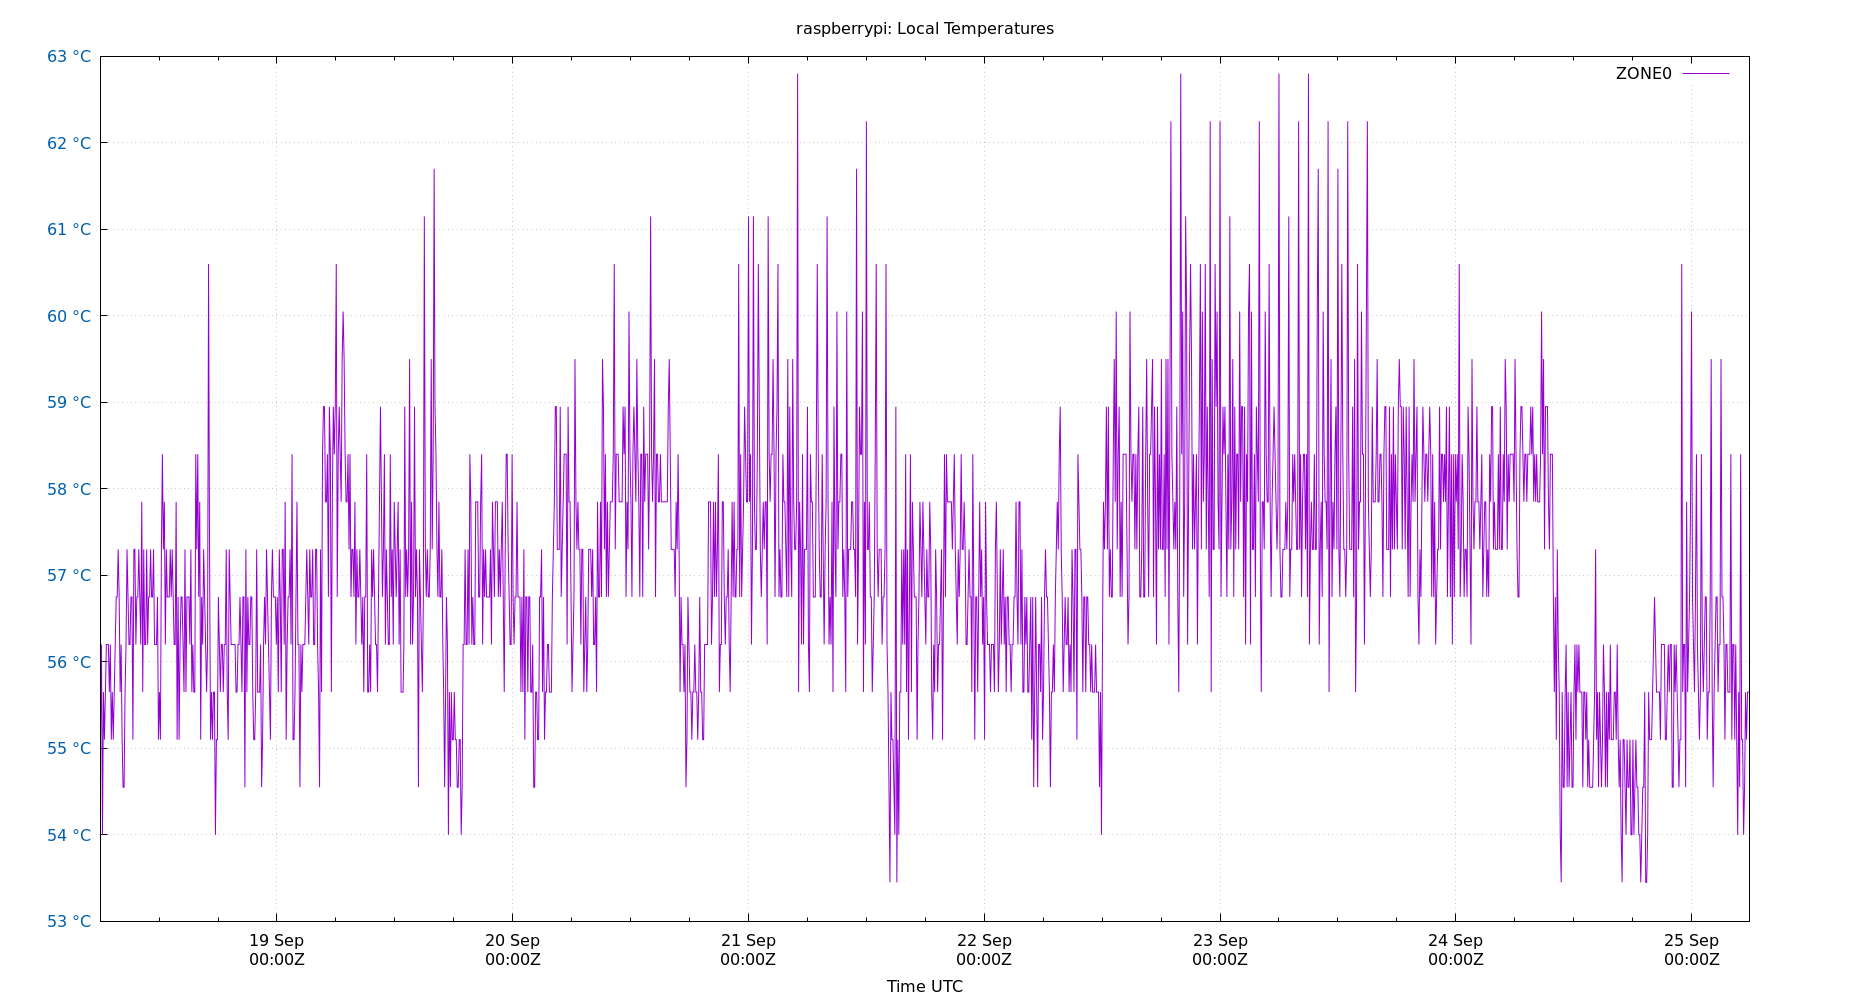 raspberrypi: Local Temperatures
63 °C
ZONE0
62 °C
61 °C
60 °C
59 °C
58 °C
57 °C
56 °C
55 °C
54 °C
53 °C
19 Sep 20 Sep 21 Sep 22 Sep 23 Sep 24 Sep 25 Sep
00:00Z 00:00Z 00:00Z 00:00Z 00:00Z 00:00Z 00:00Z
Time UTC